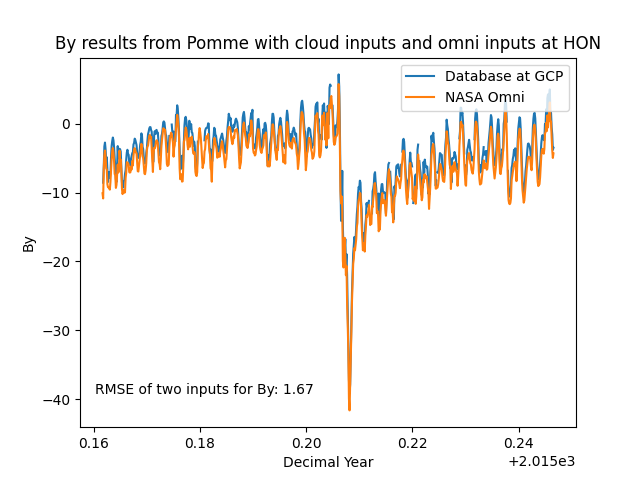 By results from Pomme with cloud inputs and omni inputs at HON
Database at GCP
NASA Omni
0
−10
−20
−30
−40
By
RMSE of two inputs for By: 1.67
0.16 0.18 0.20 0.22 0.24
Decimal Year
+2.015e3